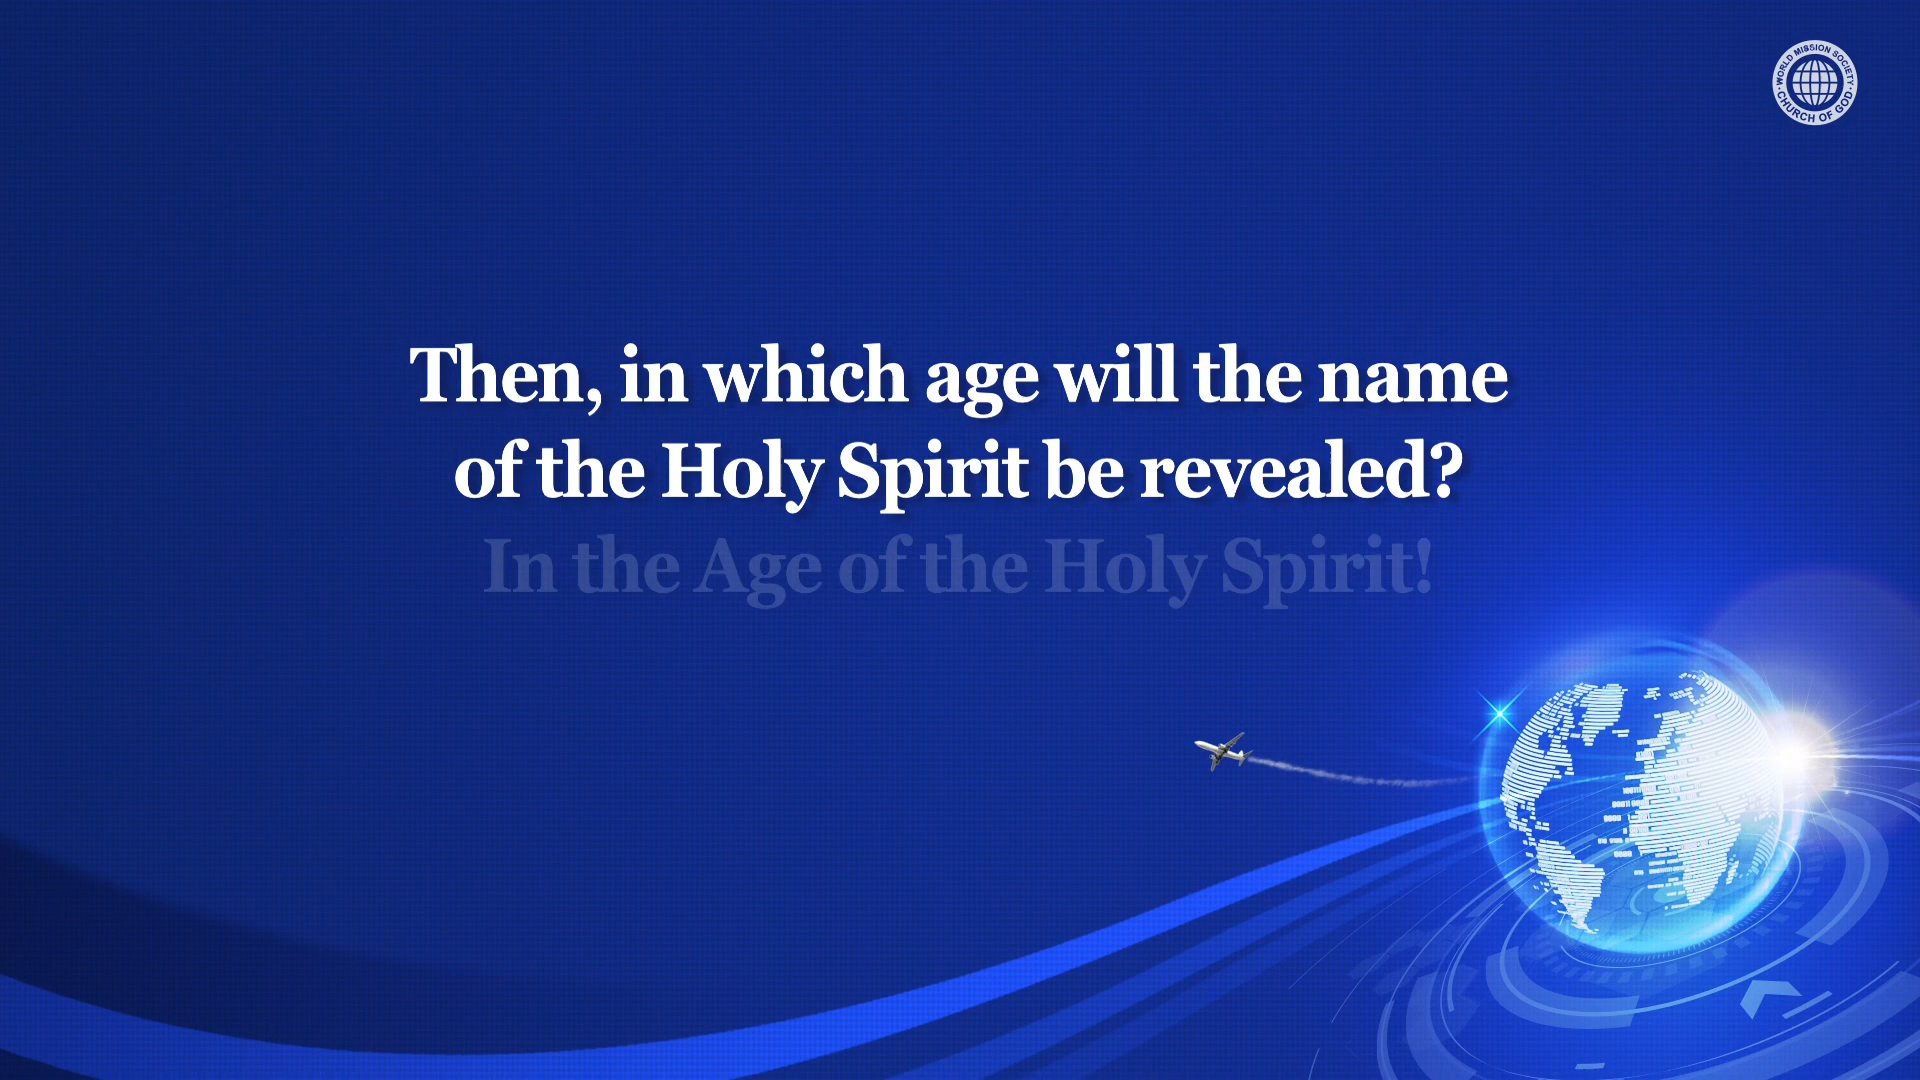 WORLD MISSION SOCIETY
CHURCH OF GOD
Then, in which age will the name
of the Holy Spirit be revealed?
In the Age of the Holy Spirit!